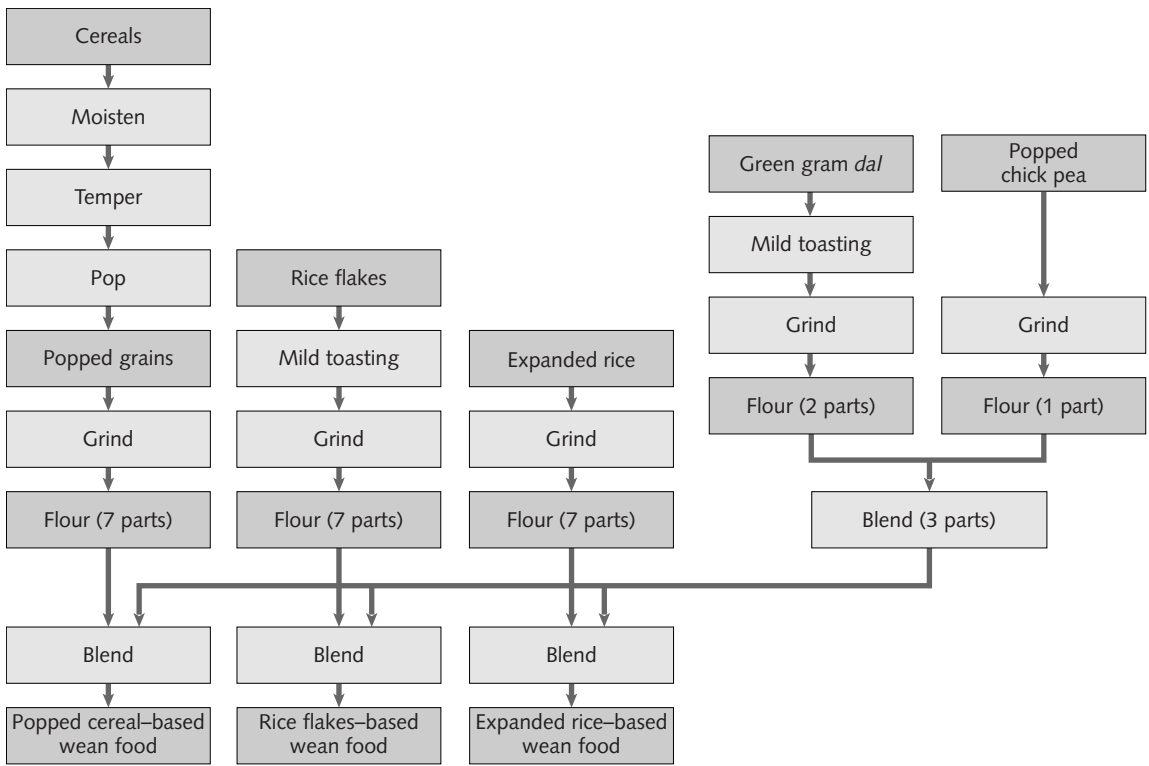 Cereals
Moisten
Temper
Pop
Popped grains
Grind
Flour (7 parts)
Blend
Popped cereal–based
wean food
Rice flakes
Mild toasting
Grind
Flour (7 parts)
Blend
Rice flakes–based
wean food
Expanded rice
Grind
Flour (7 parts)
Blend
Expanded rice–based
wean food
Green gram dal
Mild toasting
Grind
Flour (2 parts)
Popped
chick pea
Grind
Flour (1 part)
Blend (3 parts)